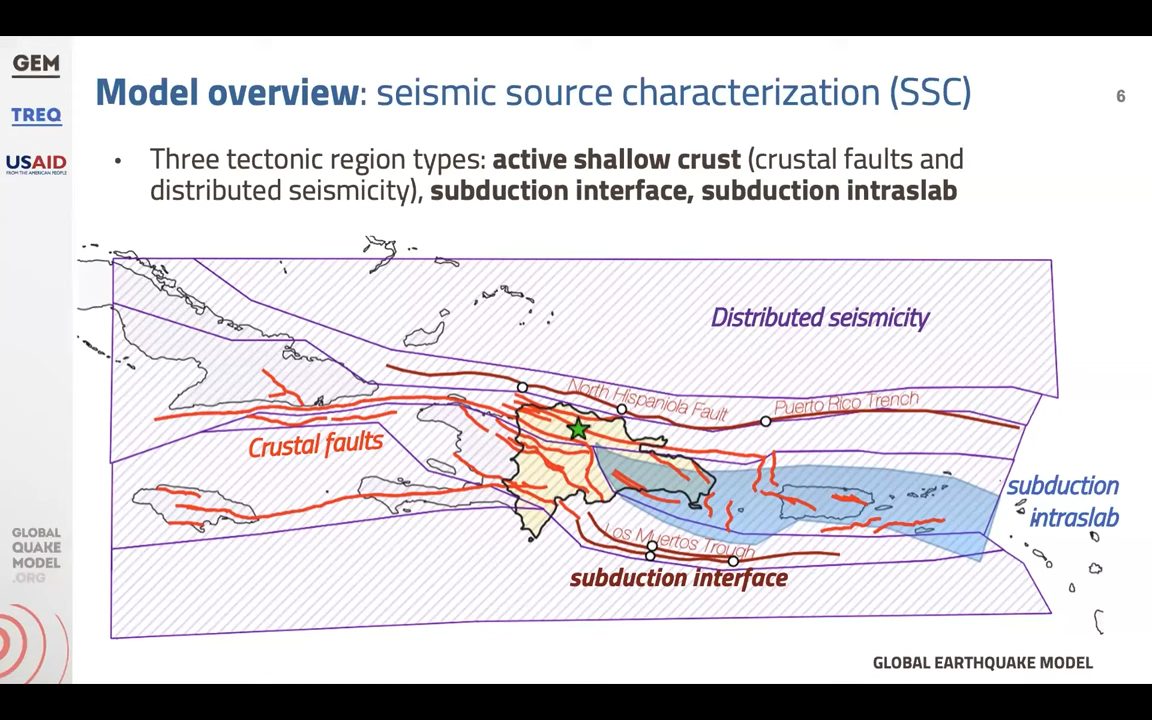 GEM
Model overview: seismic source characterization (SSC)
6
TREQ
USAID
FROM THE AMERICAN PEOPLE
• Three tectonic region types: active shallow crust (crustal faults and
distributed seismicity), subduction interface, subduction intraslab
Distributed seismicity
North Hispaniola Fault
Puerto Rico Trench
Crustal faults
subduction
intraslab
Los Muertos Trough
subduction interface
GLOBAL
QUAKE
MODEL
.ORG
GLOBAL EARTHQUAKE MODEL